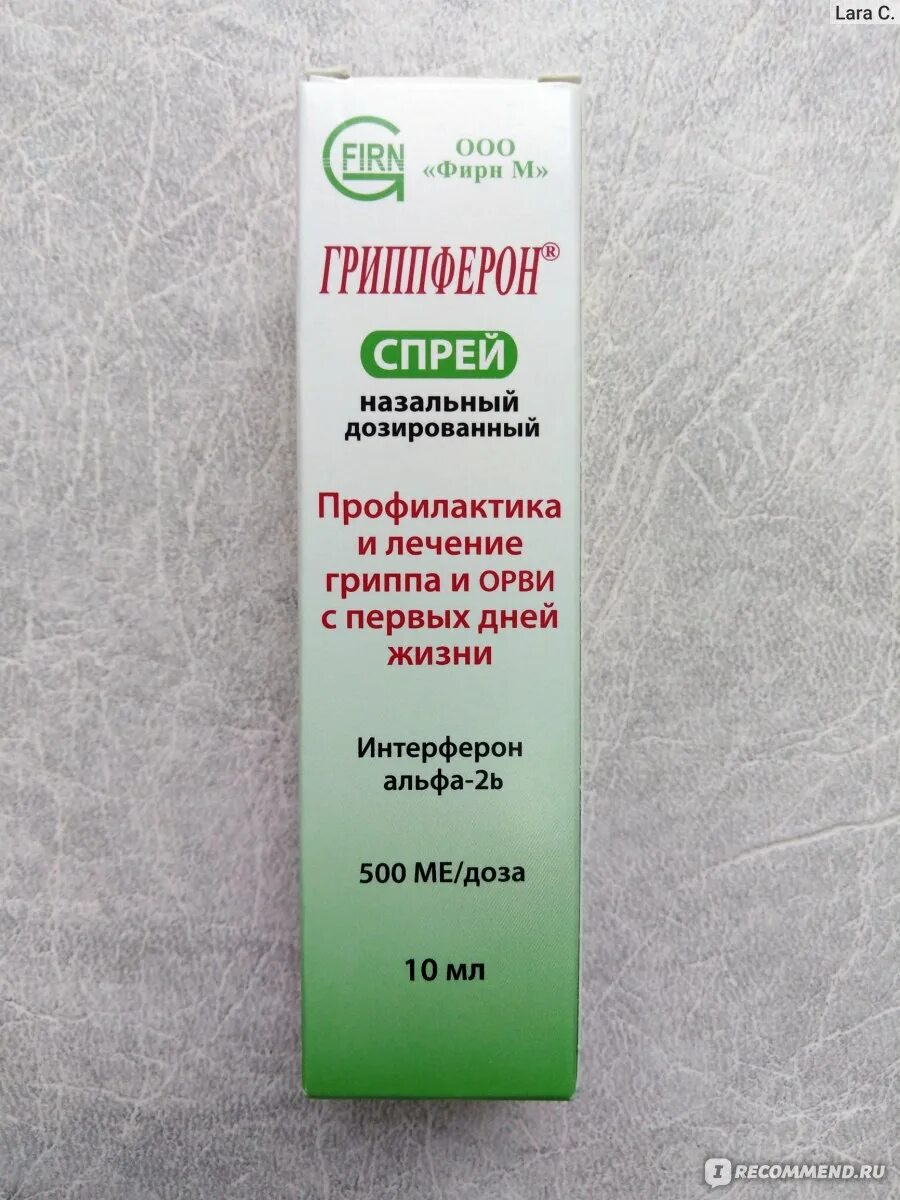 Lara C.
FIRN
ООО
«Фирн М»
ГРИППФЕРОН®
СПРЕЙ
назальный
дозированный
Профилактика
и лечение
гриппа и ОРВИ
с первых дней
жизни
Интерферон
альфа-2b
500 МЕ/доза
10 мл
IRECOMMEND.RU